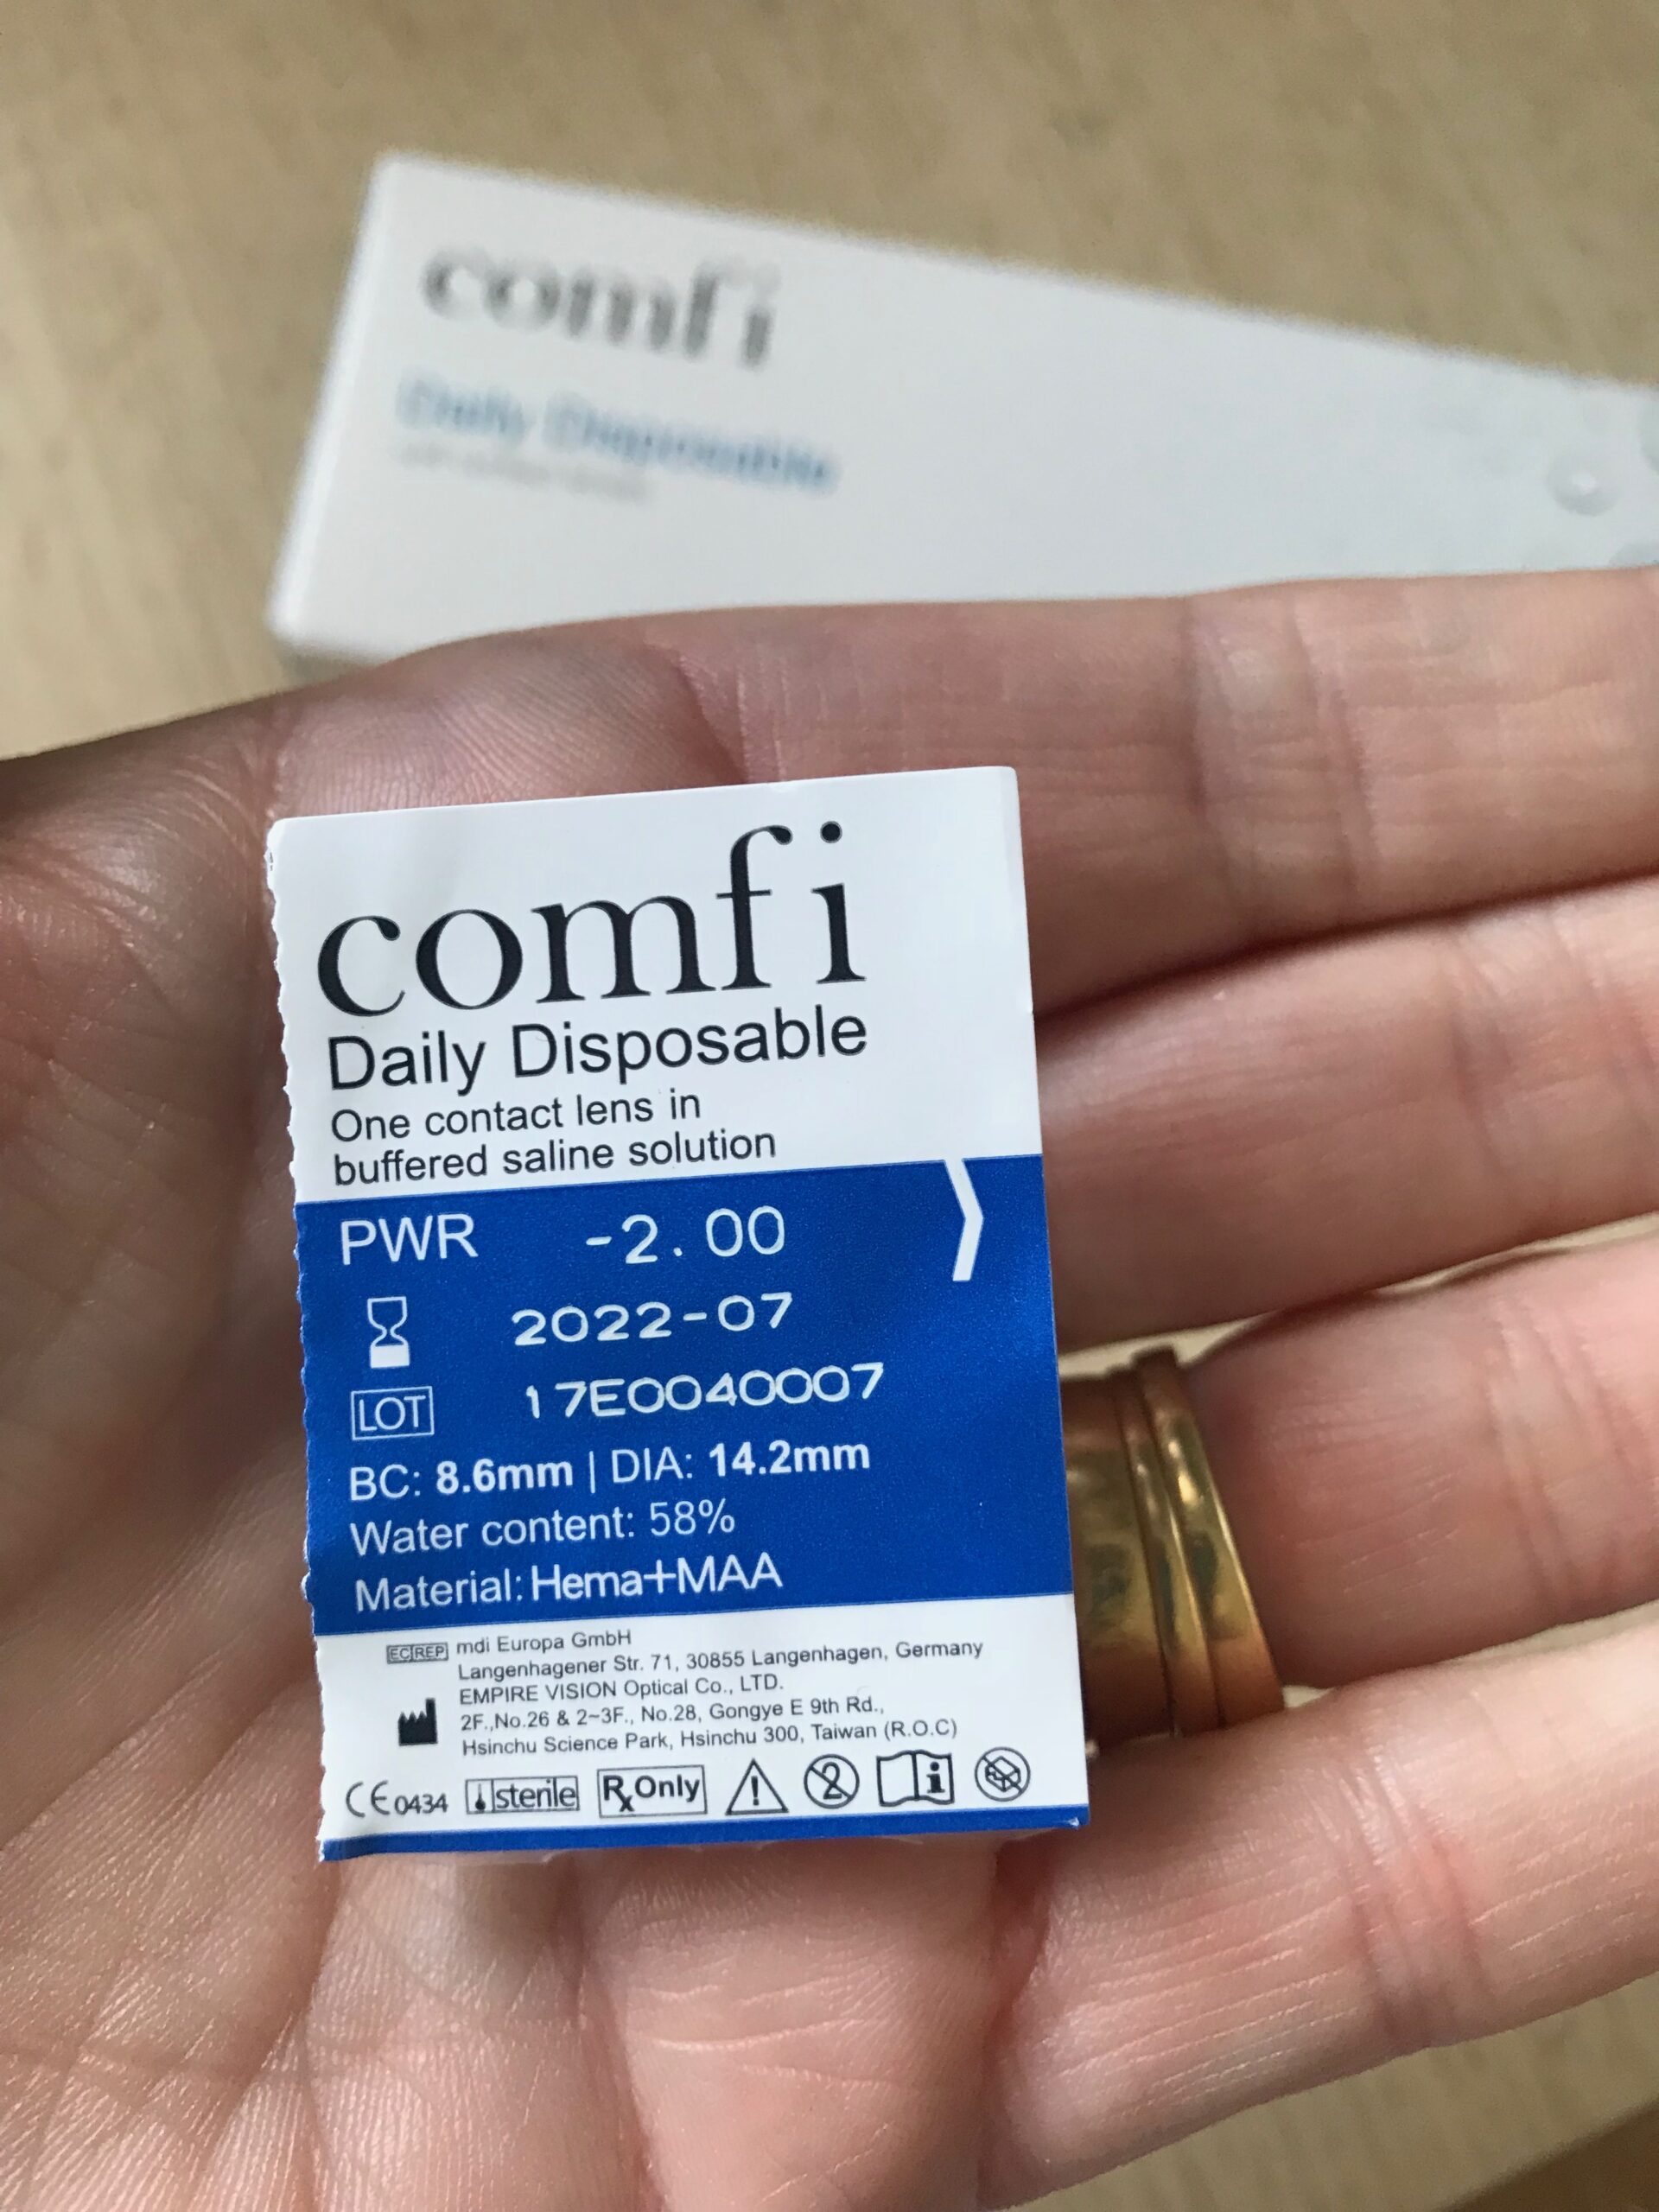 comfi
Daily Disposable
comfi
Daily Disposable
One contact lens in
buffered saline solution
PWR -2.00
2022-07
LOT 17E0040007
BC: 8.6mm | DIA: 14.2mm
Water content: 58%
Material: Hema+MAA
EC REP mdi Europa GmbH
Langenhagener Str. 71, 30855 Langenhagen, Germany
EMPIRE VISION Optical Co., LTD.
2F.,No.26 & 2~3F., No.28, Gongye E 9th Rd.,
Hsinchu Science Park, Hsinchu 300, Taiwan (R.O.C)
CE 0434 sterile Rx Only 2 i